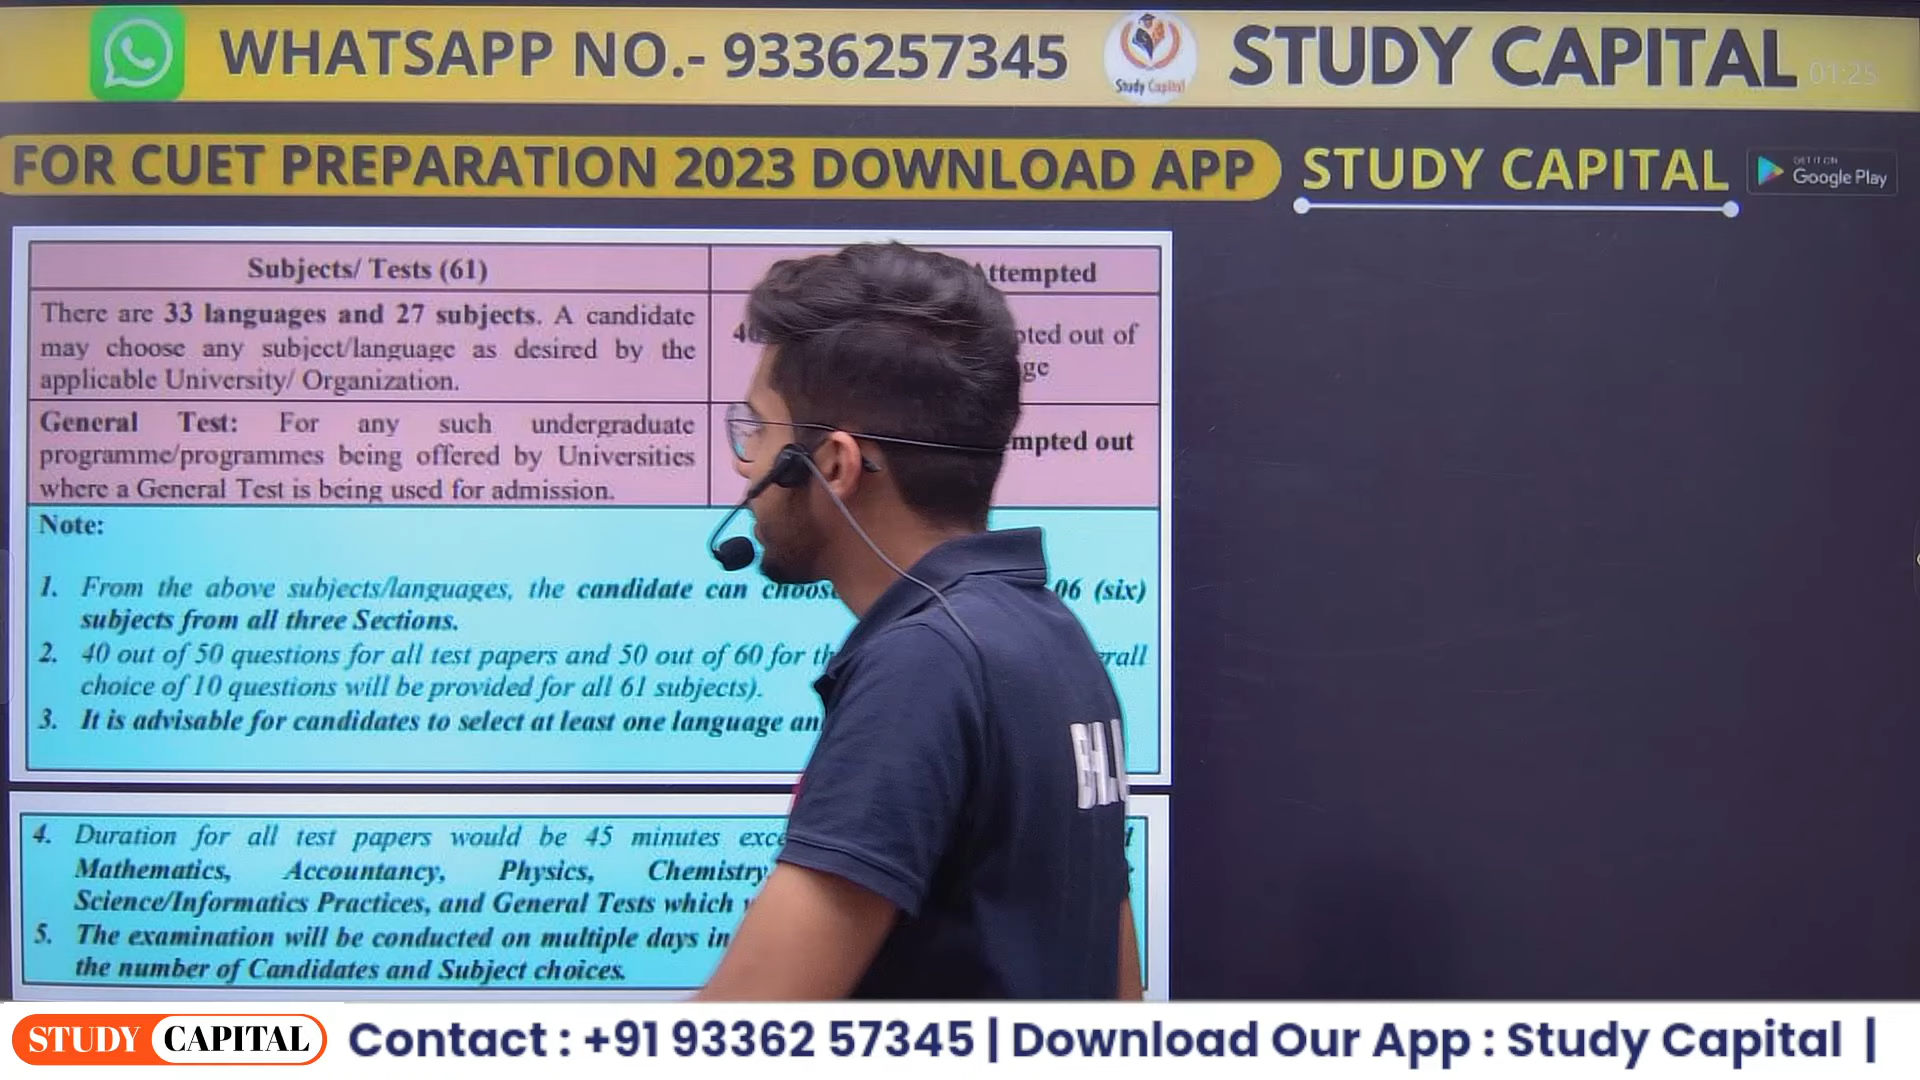 WHATSAPP NO.- 9336257345
Study Capital
STUDY CAPITAL
01:25
FOR CUET PREPARATION 2023 DOWNLOAD APP
STUDY CAPITAL
GET IT ON
Google Play
Subjects/ Tests (61)
Attempted
There are 33 languages and 27 subjects. A candidate
may choose any subject/language as desired by the
applicable University/ Organization.
out of
General Test: For any such undergraduate
programme/programmes being offered by Universities
where a General Test is being used for admission.
out
Note:
1. From the above subjects/languages, the candidate can choose 06 (six)
subjects from all three Sections.
2. 40 out of 50 questions for all test papers and 50 out of 60 for
choice of 10 questions will be provided for all 61 subjects).
3. It is advisable for candidates to select at least one language
4. Duration for all test papers would be 45 minutes
Mathematics, Accountancy, Physics, Chemistry
Science/Informatics Practices, and General Tests which
5. The examination will be conducted on multiple days in
the number of Candidates and Subject choices.
STUDY CAPITAL
Contact : +91 93362 57345 | Download Our App : Study Capital |